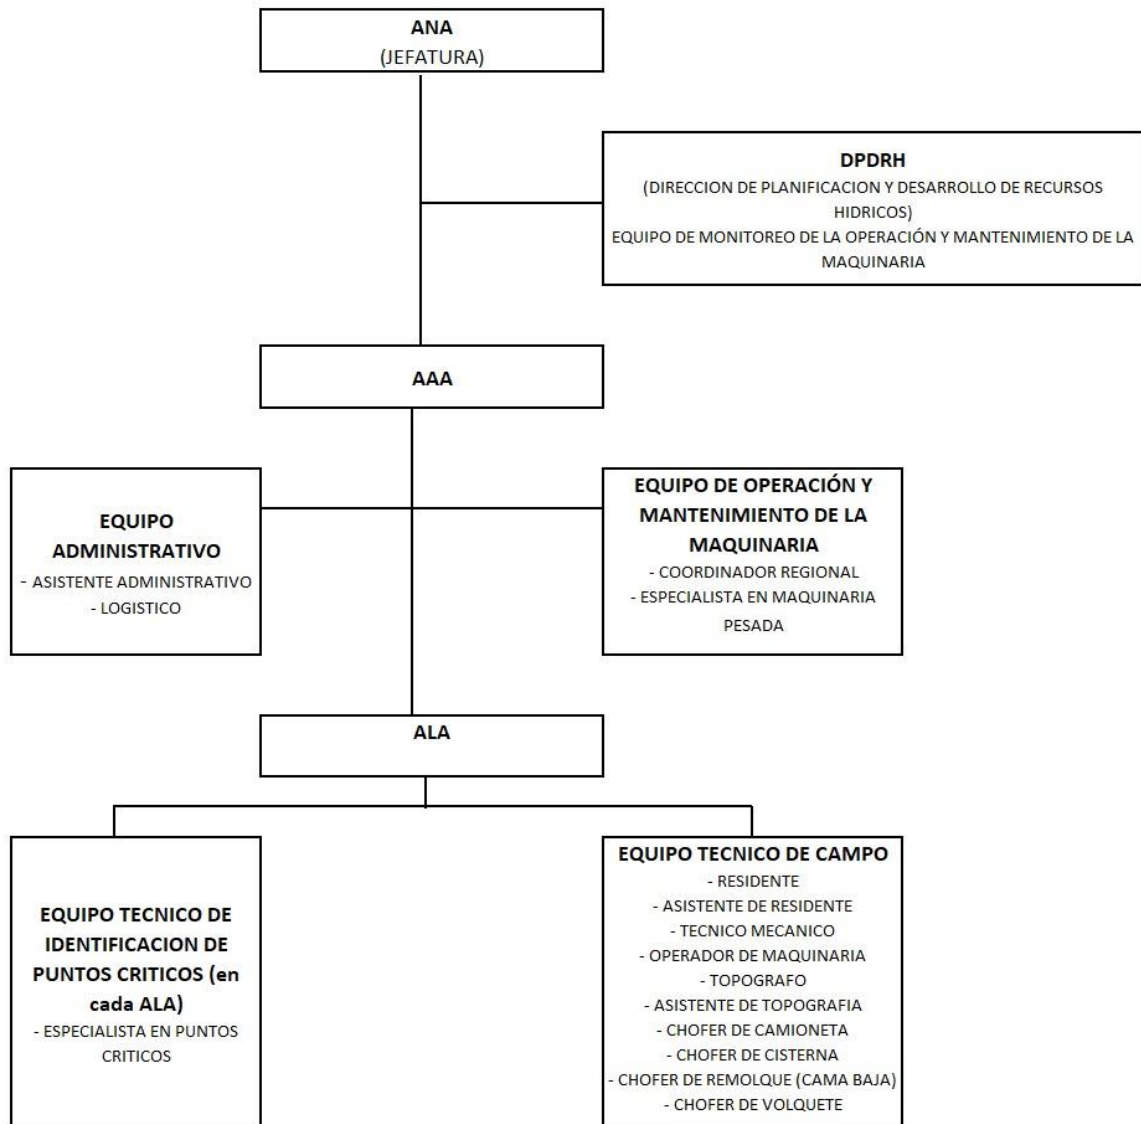 ANA
(JEFATURA)
DPDRH
(DIRECCION DE PLANIFICACION Y DESARROLLO DE RECURSOS
HIDRICOS)
EQUIPO DE MONITOREO DE LA OPERACIÓN Y MANTENIMIENTO DE LA
MAQUINARIA
AAA
EQUIPO
ADMINISTRATIVO
- ASISTENTE ADMINISTRATIVO
- LOGISTICO
EQUIPO DE OPERACIÓN Y
MANTENIMIENTO DE LA
MAQUINARIA
- COORDINADOR REGIONAL
- ESPECIALISTA EN MAQUINARIA
PESADA
ALA
EQUIPO TECNICO DE
IDENTIFICACION DE
PUNTOS CRITICOS (en
cada ALA)
- ESPECIALISTA EN PUNTOS
CRITICOS
EQUIPO TECNICO DE CAMPO
- RESIDENTE
- ASISTENTE DE RESIDENTE
- TECNICO MECANICO
- OPERADOR DE MAQUINARIA
- TOPOGRAFO
- ASISTENTE DE TOPOGRAFIA
- CHOFER DE CAMIONETA
- CHOFER DE CISTERNA
- CHOFER DE REMOLQUE (CAMA BAJA)
- CHOFER DE VOLQUETE